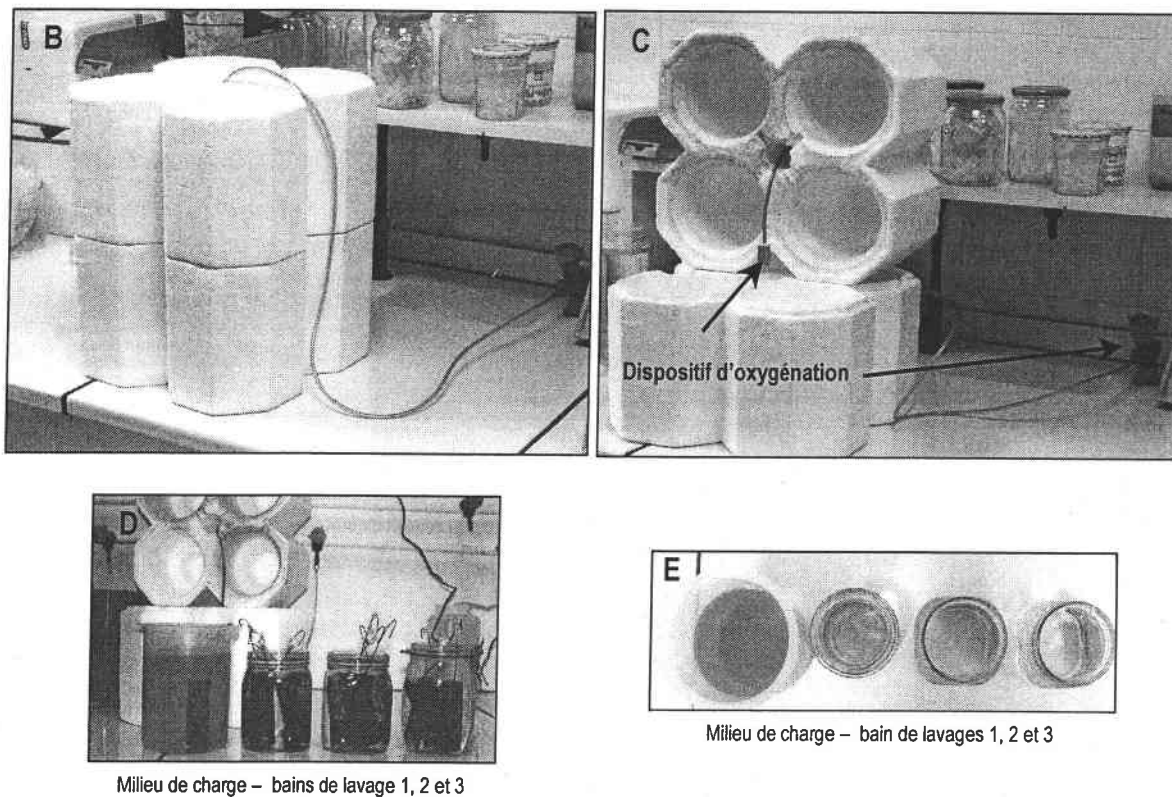 B
C
Dispositif d'oxygénation
D
E
Milieu de charge – bains de lavage 1, 2 et 3
Milieu de charge – bain de lavages 1, 2 et 3